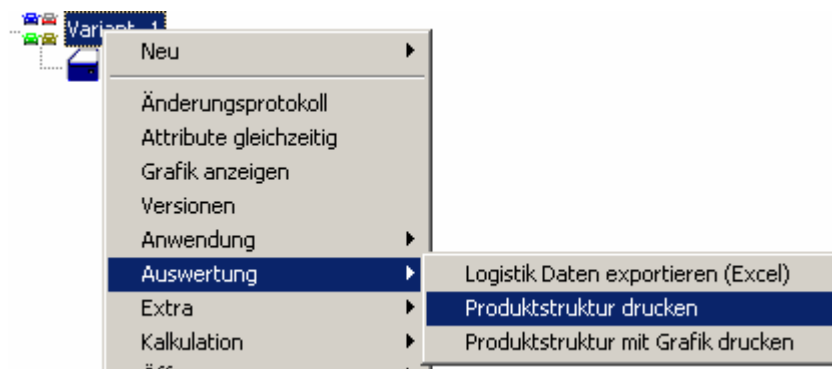 Variant_1
Neu
Änderungsprotokoll
Attribute gleichzeitig
Grafik anzeigen
Versionen
Anwendung
Auswertung
Logistik Daten exportieren (Excel)
Extra
Produktstruktur drucken
Kalkulation
Produktstruktur mit Grafik drucken